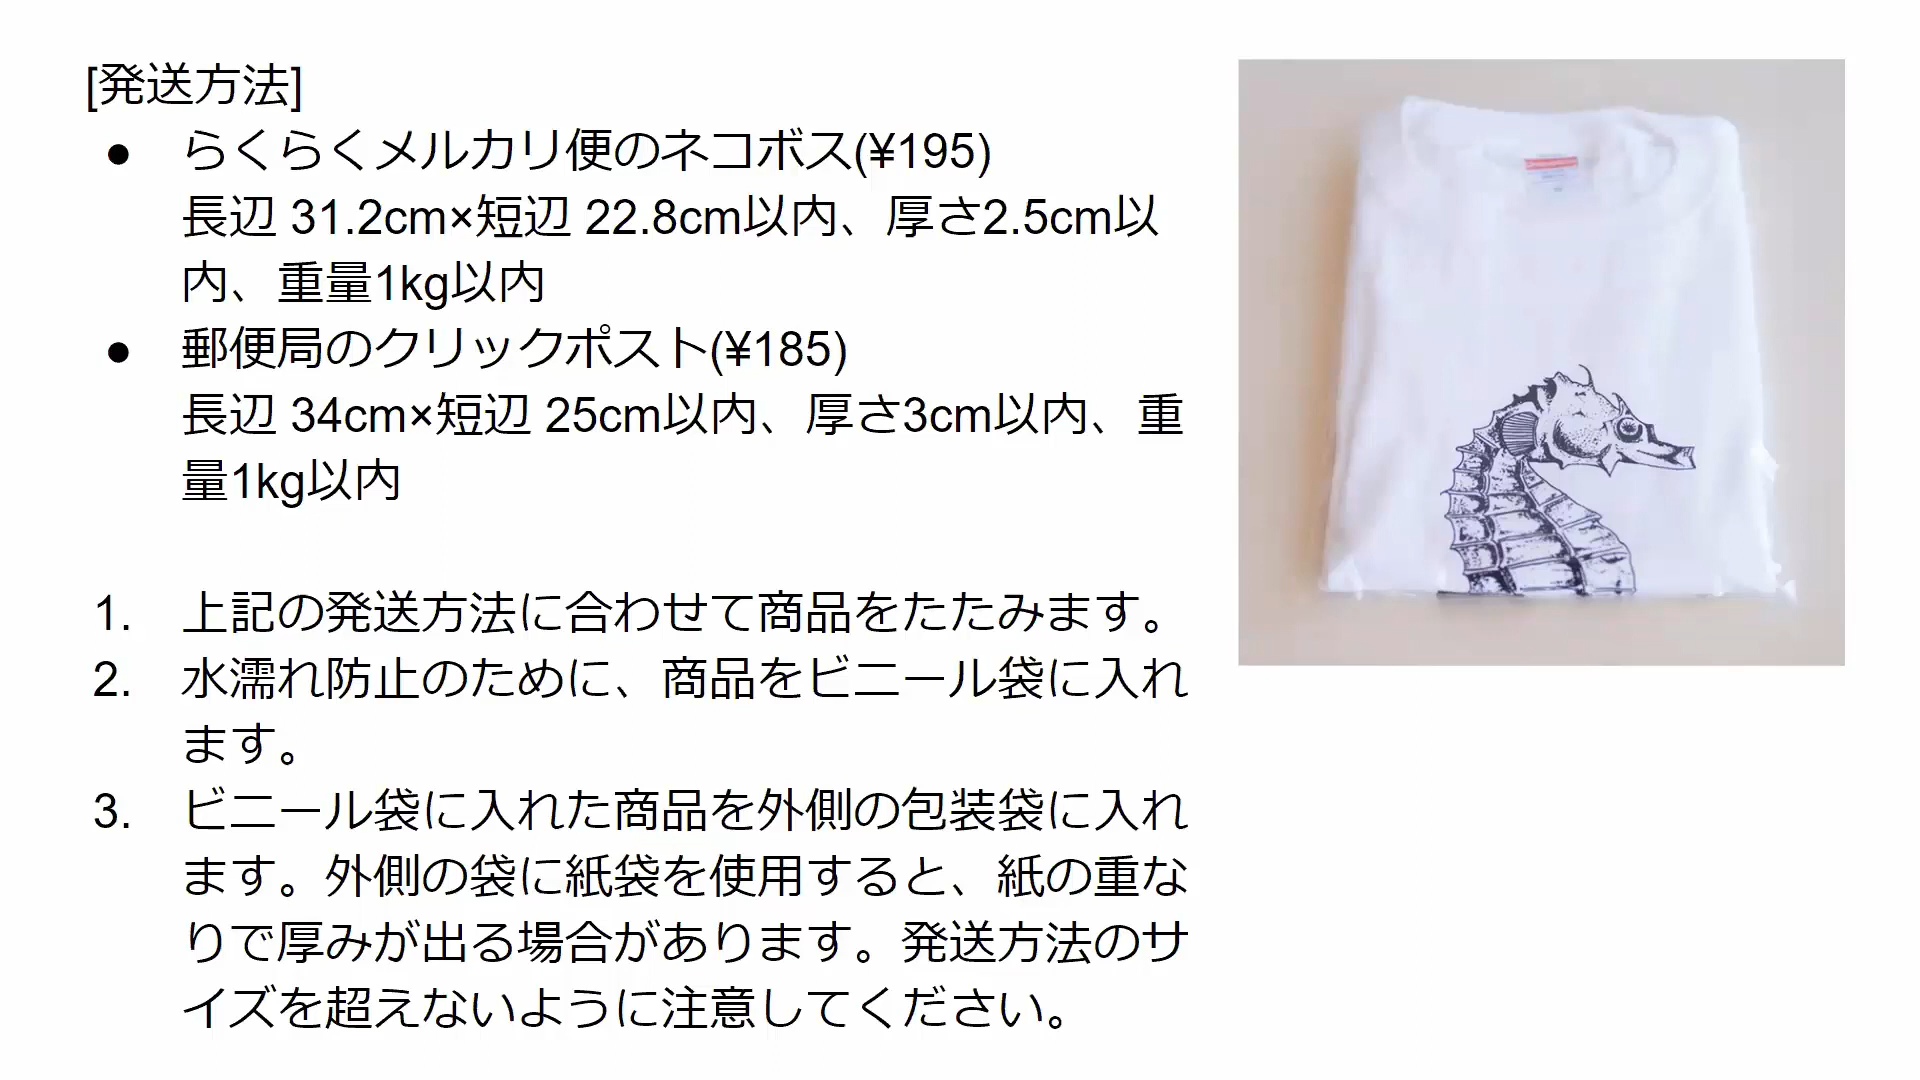 [発送方法]
● らくらくメルカリ便のネコボス(¥195)
長辺 31.2cm×短辺 22.8cm以内、厚さ2.5cm以
内、重量1kg以内
● 郵便局のクリックポスト(¥185)
長辺 34cm×短辺 25cm以内、厚さ3cm以内、重
量1kg以内
1. 上記の発送方法に合わせて商品をたたみます。
2. 水濡れ防止のために、商品をビニール袋に入れ
ます。
3. ビニール袋に入れた商品を外側の包装袋に入れ
ます。外側の袋に紙袋を使用すると、紙の重な
りで厚みが出る場合があります。発送方法のサ
イズを超えないように注意してください。